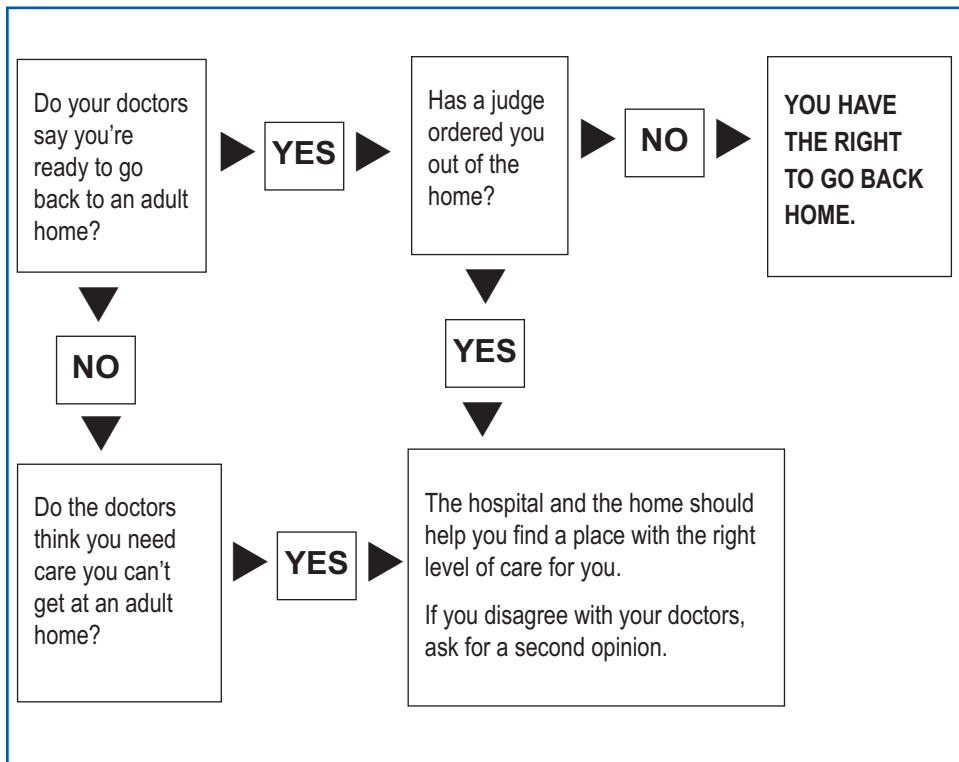 Do your doctors
say you're
ready to go
back to an adult
home?
YES
Has a judge
ordered you
out of the
home?
NO
YOU HAVE
THE RIGHT
TO GO BACK
HOME.
NO
YES
Do the doctors
think you need
care you can't
get at an adult
home?
YES
The hospital and the home should
help you find a place with the right
level of care for you.
If you disagree with your doctors,
ask for a second opinion.